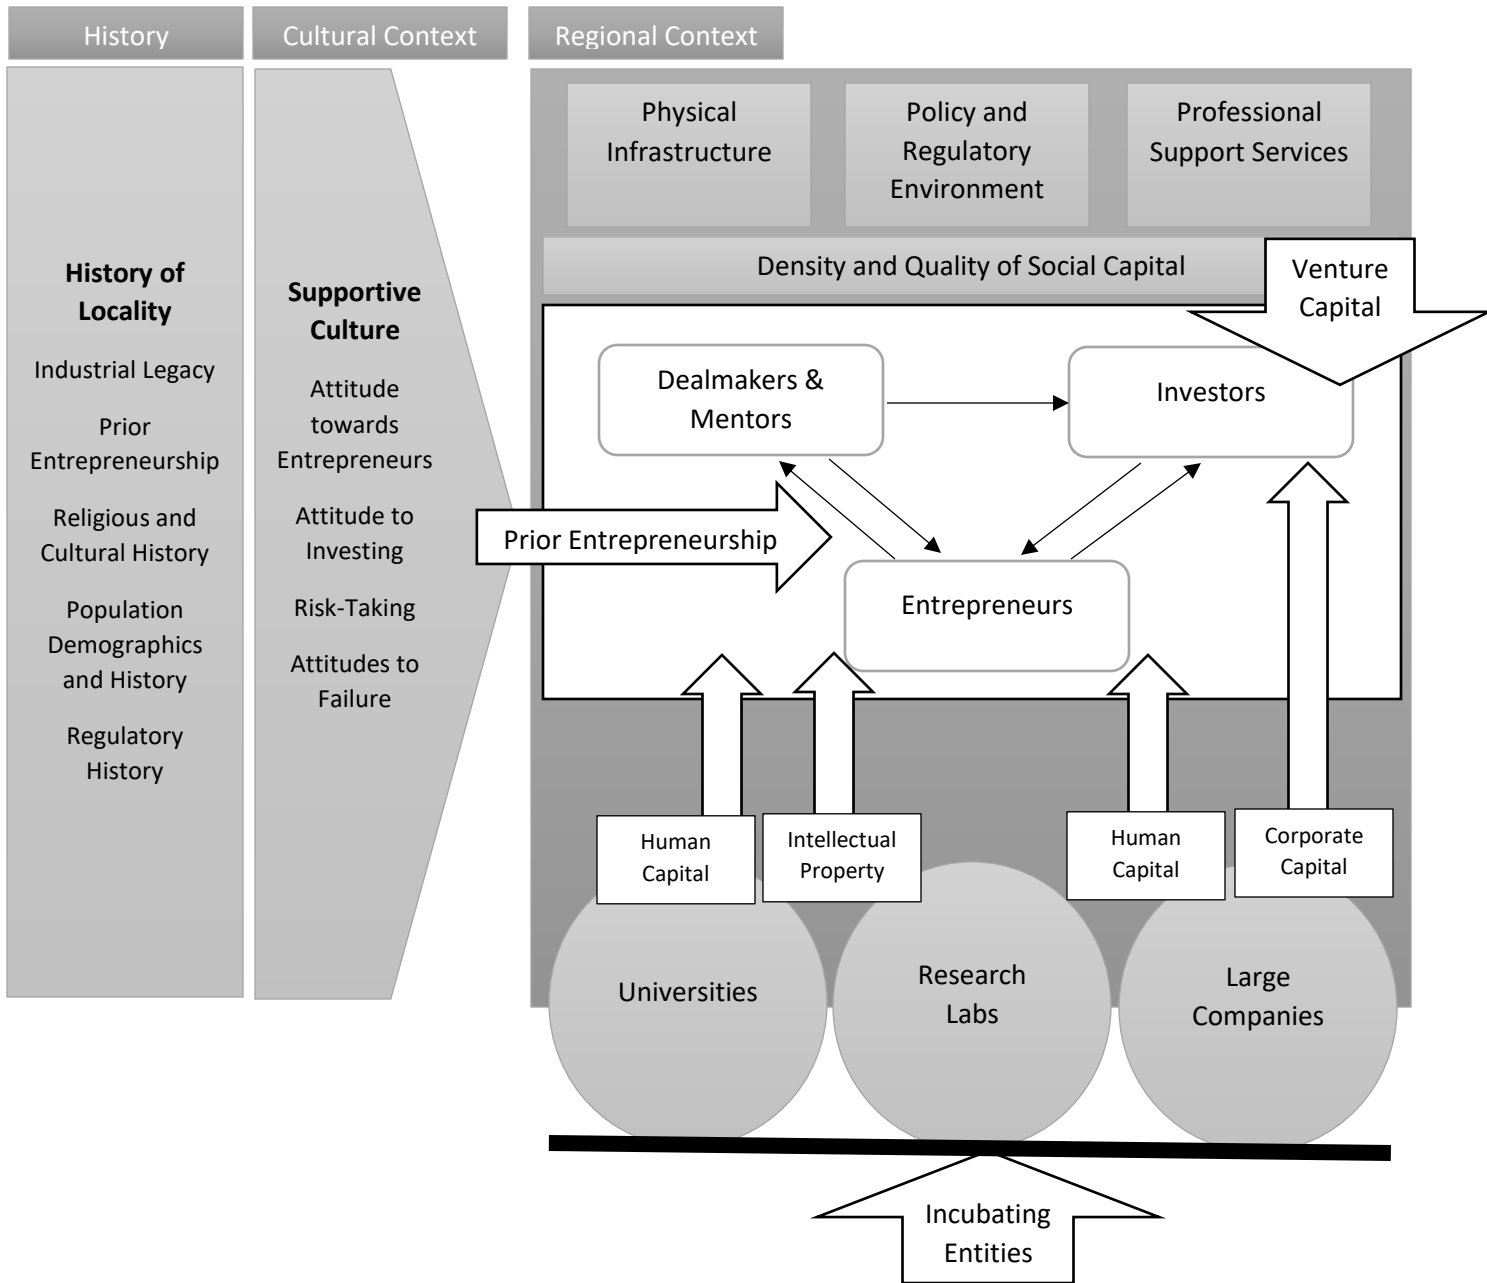 History
Cultural Context
Regional Context
History of
Locality
Industrial Legacy
Prior
Entrepreneurship
Religious and
Cultural History
Population
Demographics
and History
Regulatory
History
Supportive
Culture
Attitude
towards
Entrepreneurs
Attitude to
Investing
Risk-Taking
Attitudes to
Failure
Physical
Infrastructure
Policy and
Regulatory
Environment
Professional
Support Services
Density and Quality of Social Capital
Venture
Capital
Dealmakers &
Mentors
Investors
Prior Entrepreneurship
Entrepreneurs
Human
Capital
Intellectual
Property
Human
Capital
Corporate
Capital
Universities
Research
Labs
Large
Companies
Incubating
Entities